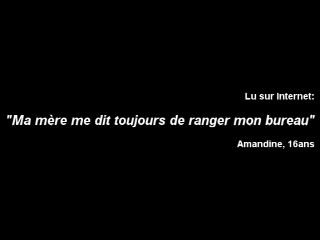 Lu sur Internet:
"Ma mère me dit toujours de ranger mon bureau"
Amandine, 16ans